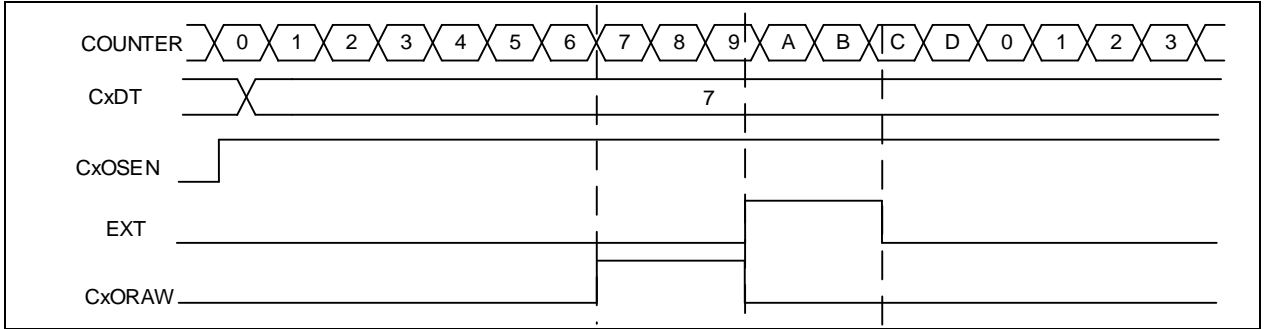 COUNTER 0 1 2 3 4 5 6 7 8 9 A B C D 0 1 2 3
CxDT 7
CxOSEN
EXT
CxORAW